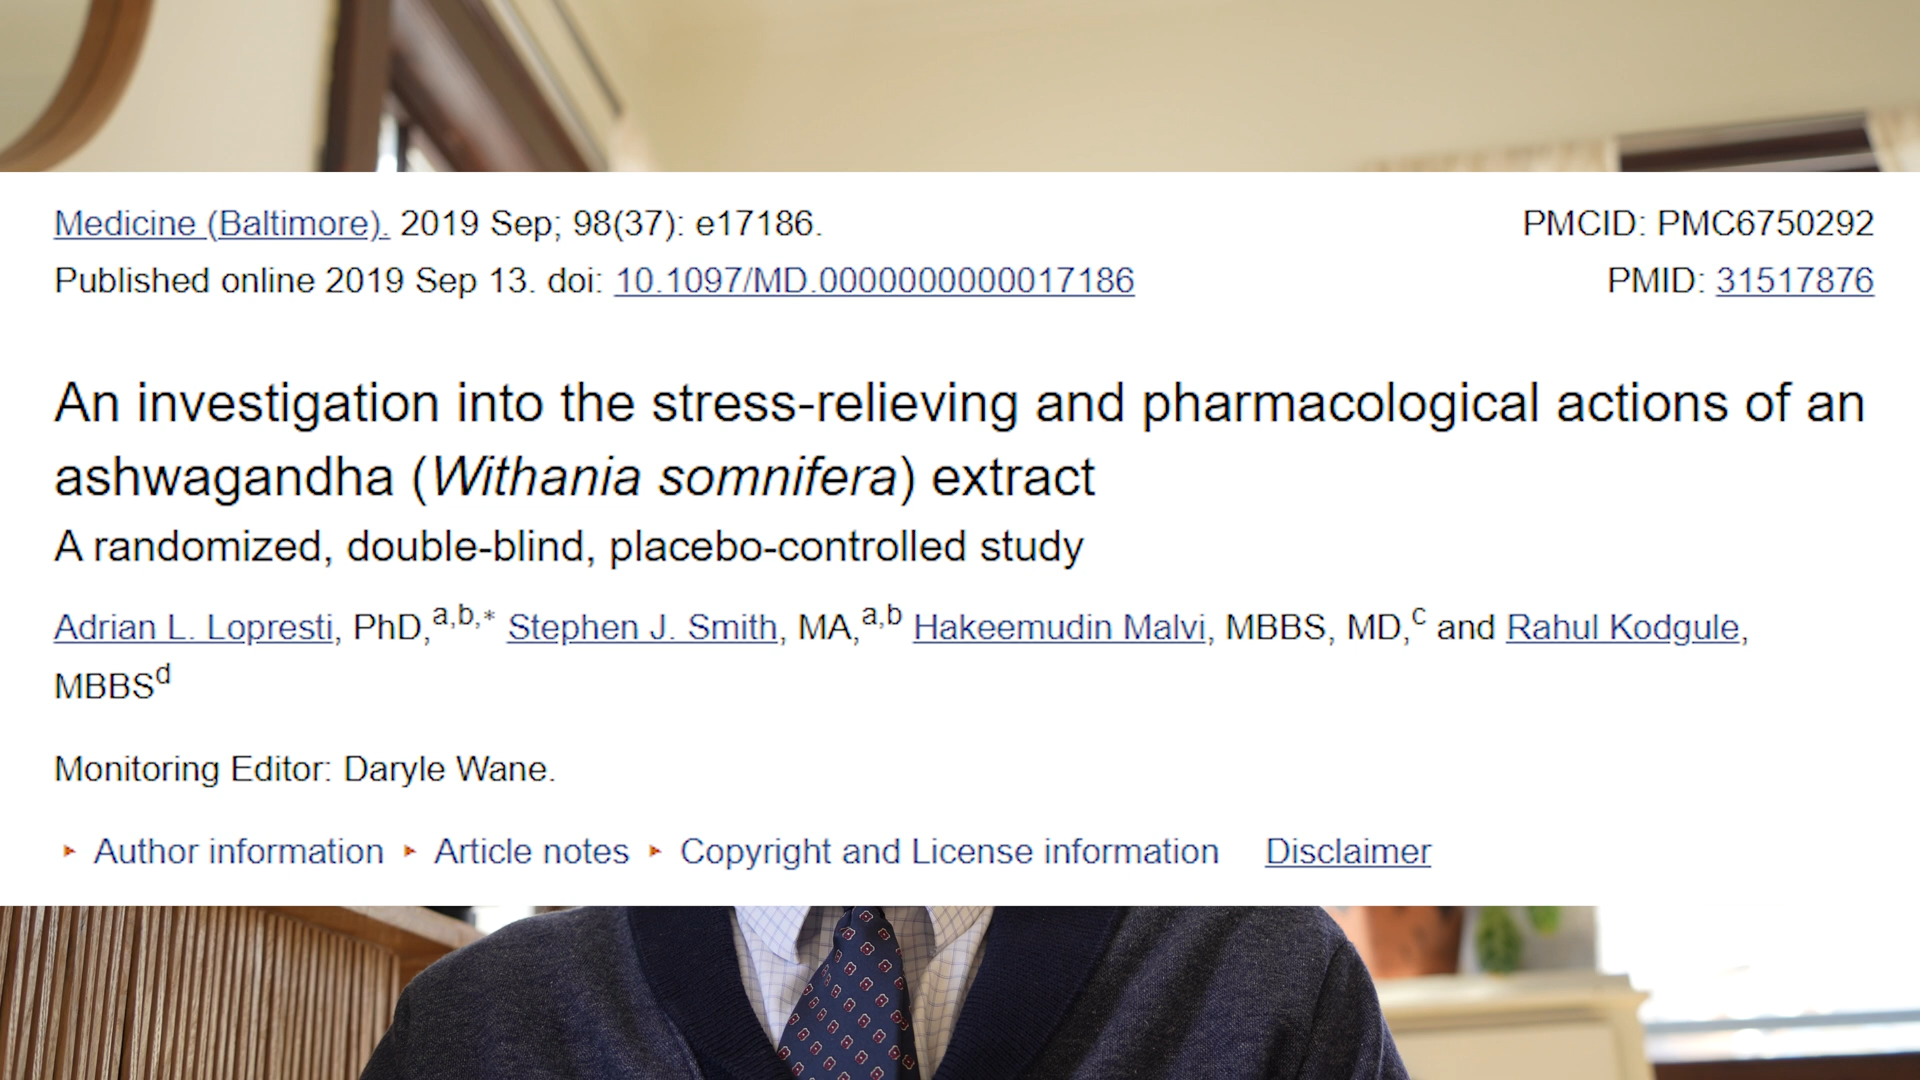 Medicine (Baltimore). 2019 Sep; 98(37): e17186.
PMCID: PMC6750292
Published online 2019 Sep 13. doi: 10.1097/MD.0000000000017186
PMID: 31517876
An investigation into the stress-relieving and pharmacological actions of an
ashwagandha (Withania somnifera) extract
A randomized, double-blind, placebo-controlled study
Adrian L. Lopresti, PhD,a,b,* Stephen J. Smith, MA,a,b Hakeemudin Malvi, MBBS, MD,c and Rahul Kodgule,
MBBSd
Monitoring Editor: Daryle Wane.
▸ Author information ▸ Article notes ▸ Copyright and License information Disclaimer